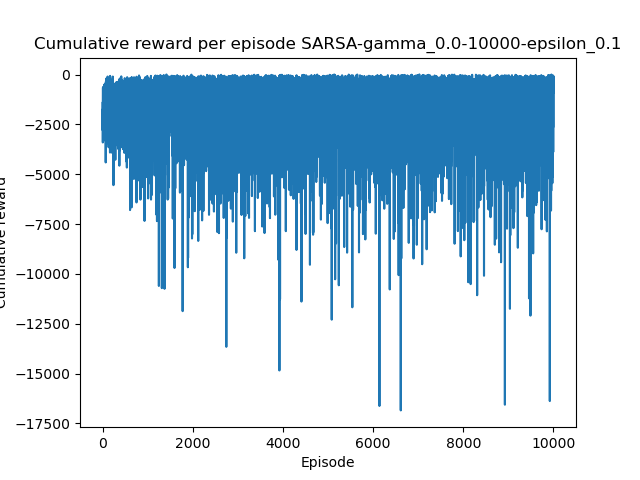 Cumulative reward per episode SARSA-gamma_0.0-10000-epsilon_0.1
0
−2500
−5000
−7500
−10000
−12500
−15000
−17500
Cumulative reward
0 2000 4000 6000 8000 10000
Episode